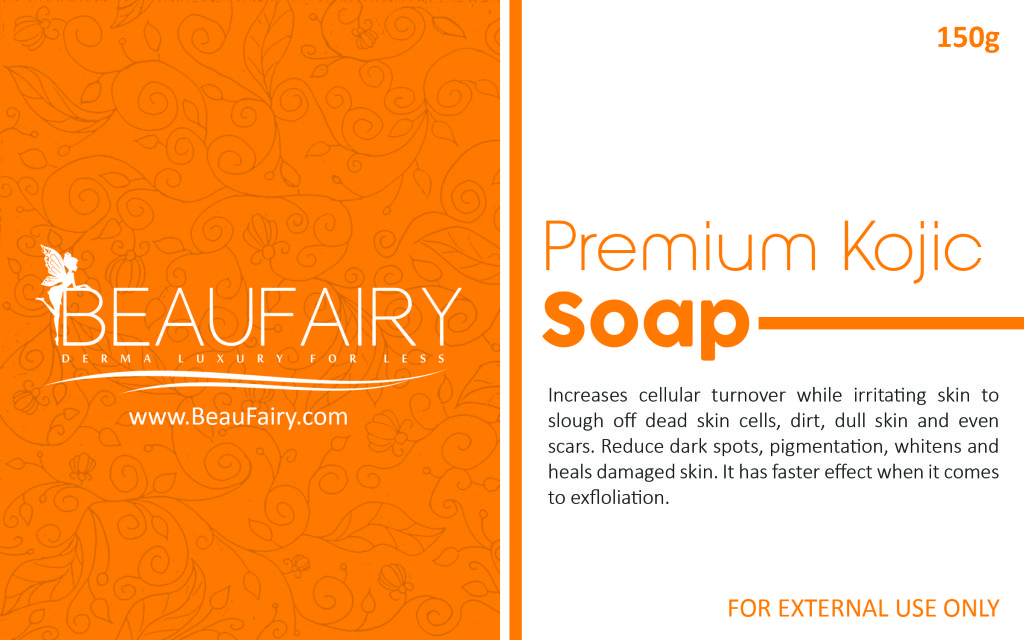 BEAUFAIRY
DERMA LUXURY FOR LESS
www.BeauFairy.com
150g
Premium Kojic
Soap
Increases cellular turnover while irritating skin to
slough off dead skin cells, dirt, dull skin and even
scars. Reduce dark spots, pigmentation, whitens and
heals damaged skin. It has faster effect when it comes
to exfloliation.
FOR EXTERNAL USE ONLY